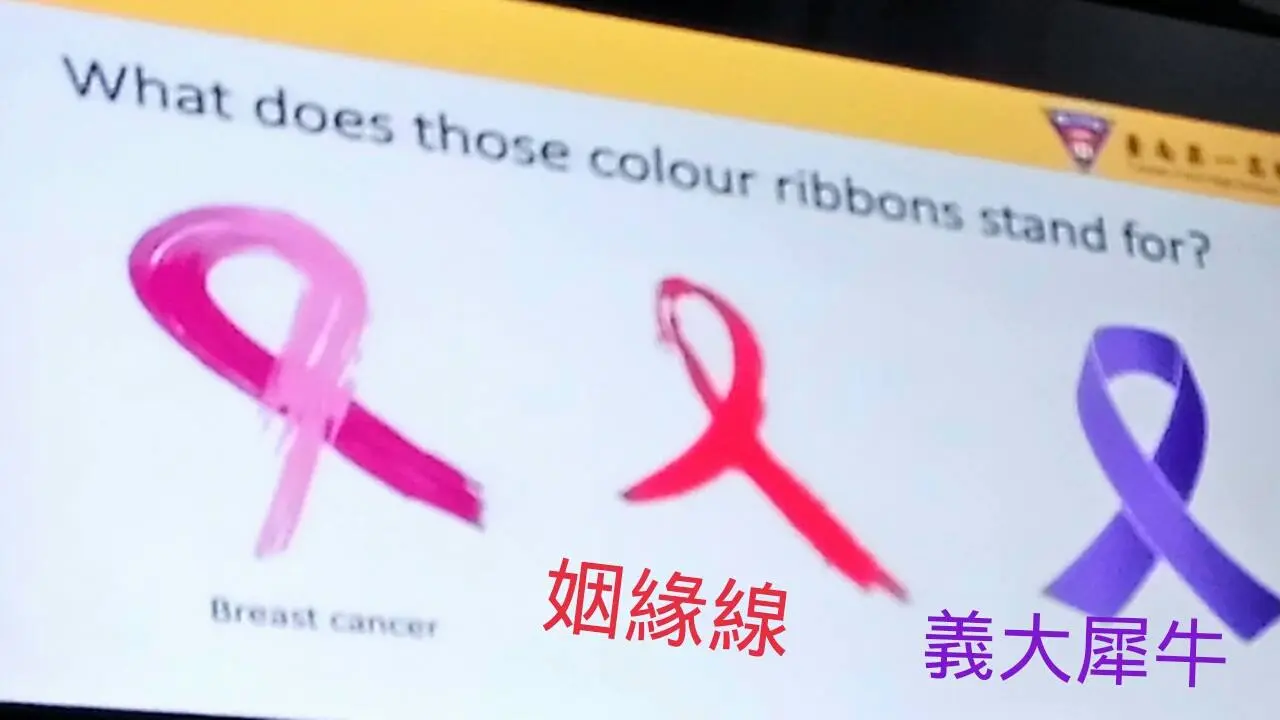 What does those colour ribbons stand for?
Breast cancer
姻緣線
義大犀牛